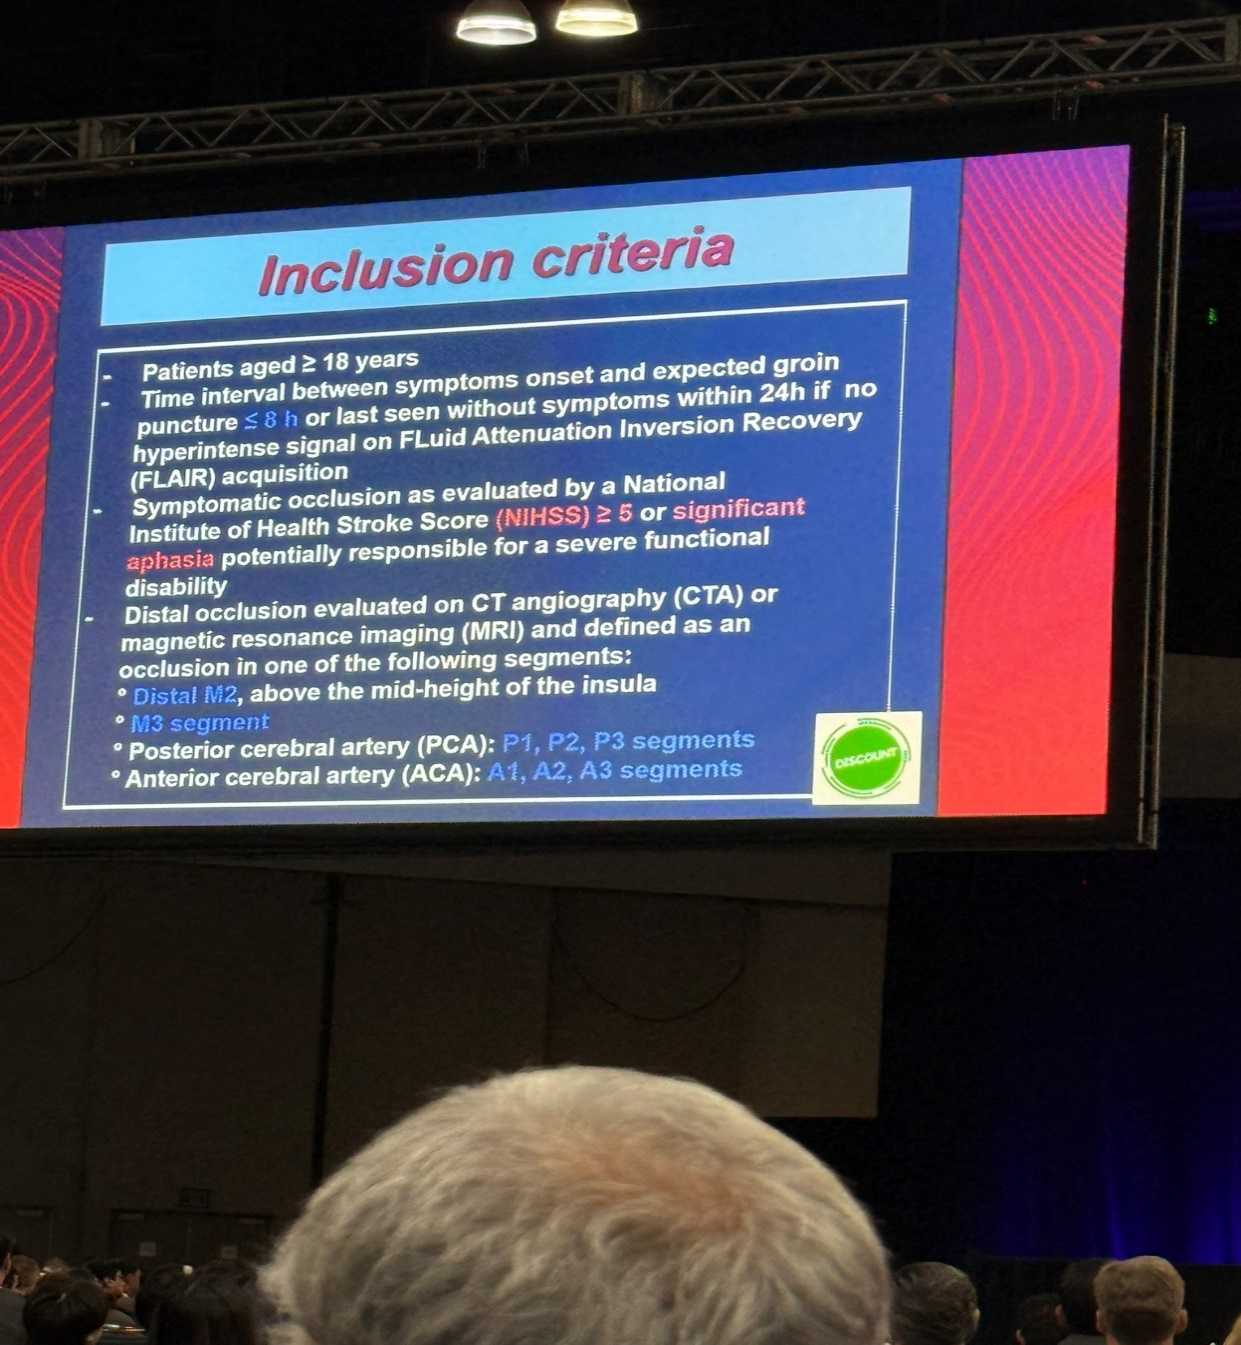 Inclusion criteria
- Patients aged ≥ 18 years
- Time interval between symptoms onset and expected groin
puncture ≤ 8 h or last seen without symptoms within 24h if no
hyperintense signal on FLuid Attenuation Inversion Recovery
(FLAIR) acquisition
- Symptomatic occlusion as evaluated by a National
Institute of Health Stroke Score (NIHSS) ≥ 5 or significant
aphasia potentially responsible for a severe functional
disability
- Distal occlusion evaluated on CT angiography (CTA) or
magnetic resonance imaging (MRI) and defined as an
occlusion in one of the following segments:
° Distal M2, above the mid-height of the insula
° M3 segment
° Posterior cerebral artery (PCA): P1, P2, P3 segments
° Anterior cerebral artery (ACA): A1, A2, A3 segments
DISCOUNT